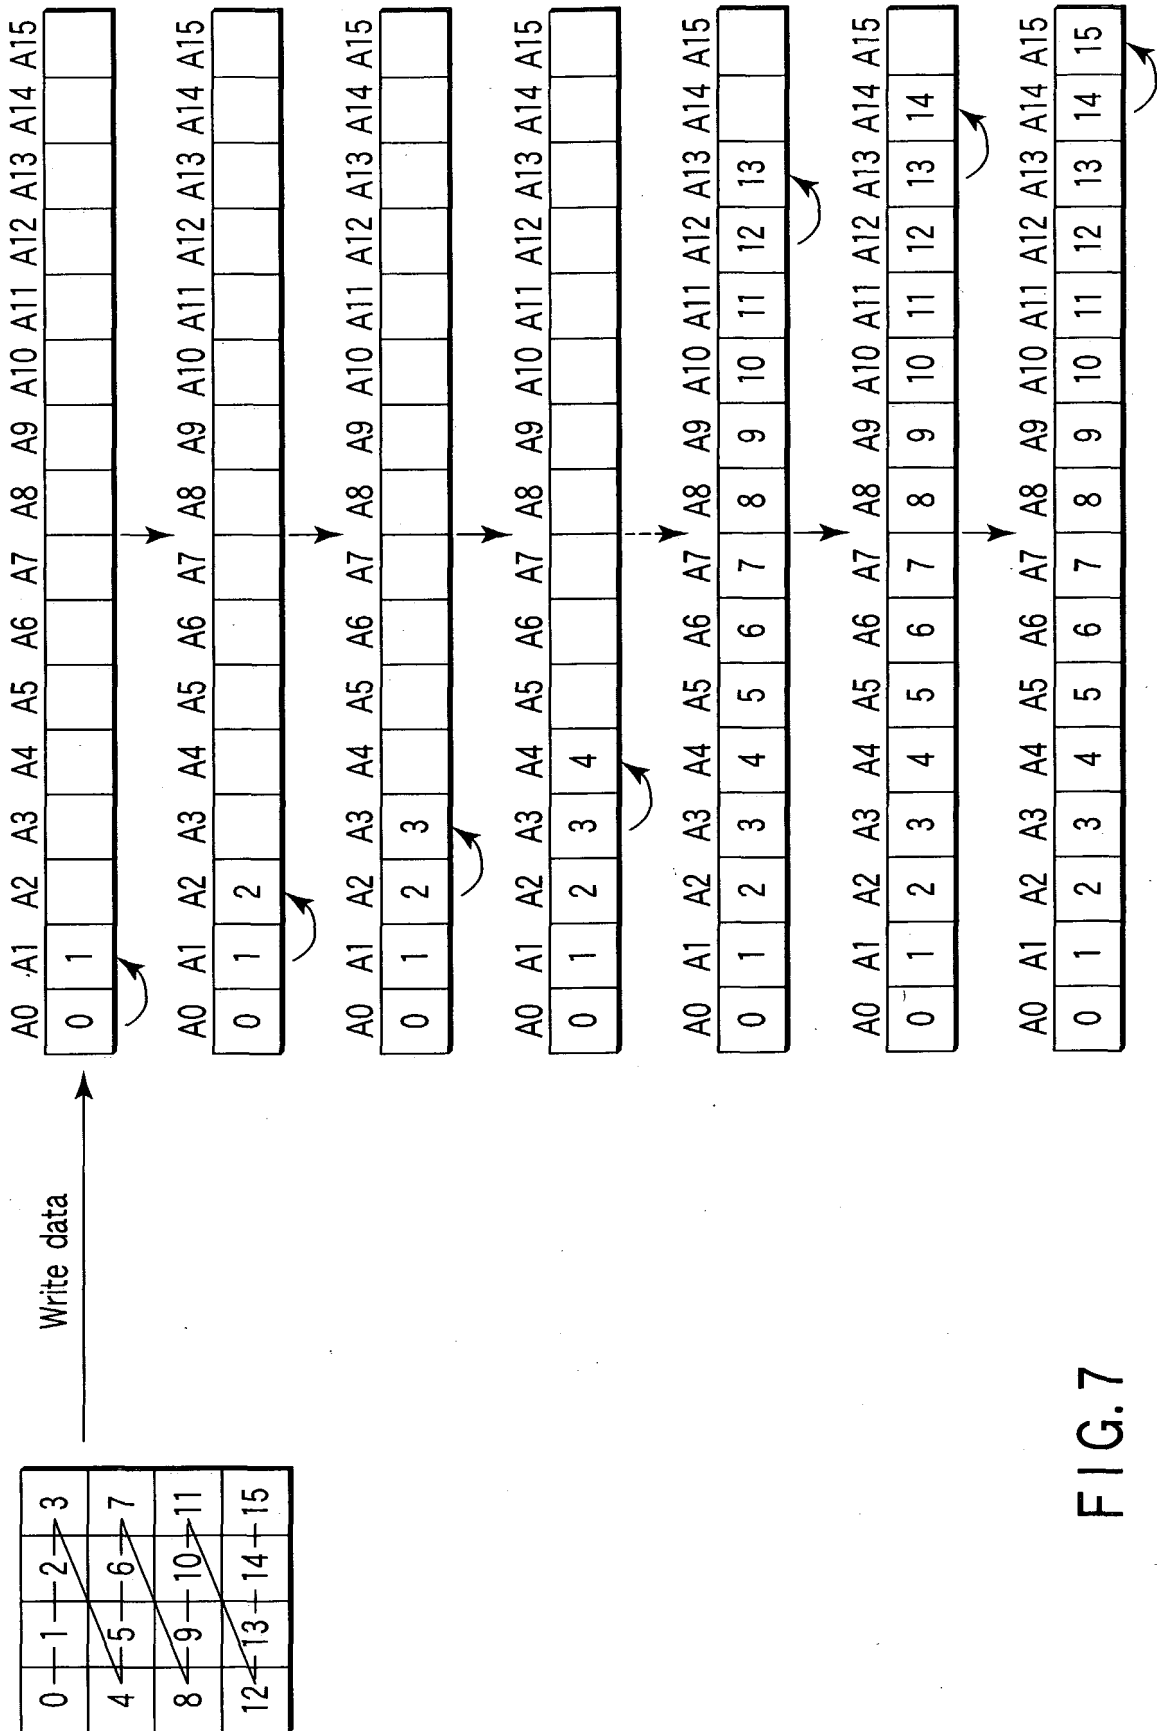 0 1 2 3
4 5 6 7
8 9 10 11
12 13 14 15
Write data
A0 A1 A2 A3 A4 A5 A6 A7 A8 A9 A10 A11 A12 A13 A14 A15
0 1
A0 A1 A2 A3 A4 A5 A6 A7 A8 A9 A10 A11 A12 A13 A14 A15
0 1 2
A0 A1 A2 A3 A4 A5 A6 A7 A8 A9 A10 A11 A12 A13 A14 A15
0 1 2 3
A0 A1 A2 A3 A4 A5 A6 A7 A8 A9 A10 A11 A12 A13 A14 A15
0 1 2 3 4
A0 A1 A2 A3 A4 A5 A6 A7 A8 A9 A10 A11 A12 A13 A14 A15
0 1 2 3 4 5 6 7 8 9 10 11 12 13
A0 A1 A2 A3 A4 A5 A6 A7 A8 A9 A10 A11 A12 A13 A14 A15
0 1 2 3 4 5 6 7 8 9 10 11 12 13 14
A0 A1 A2 A3 A4 A5 A6 A7 A8 A9 A10 A11 A12 A13 A14 A15
0 1 2 3 4 5 6 7 8 9 10 11 12 13 14 15
FIG. 7